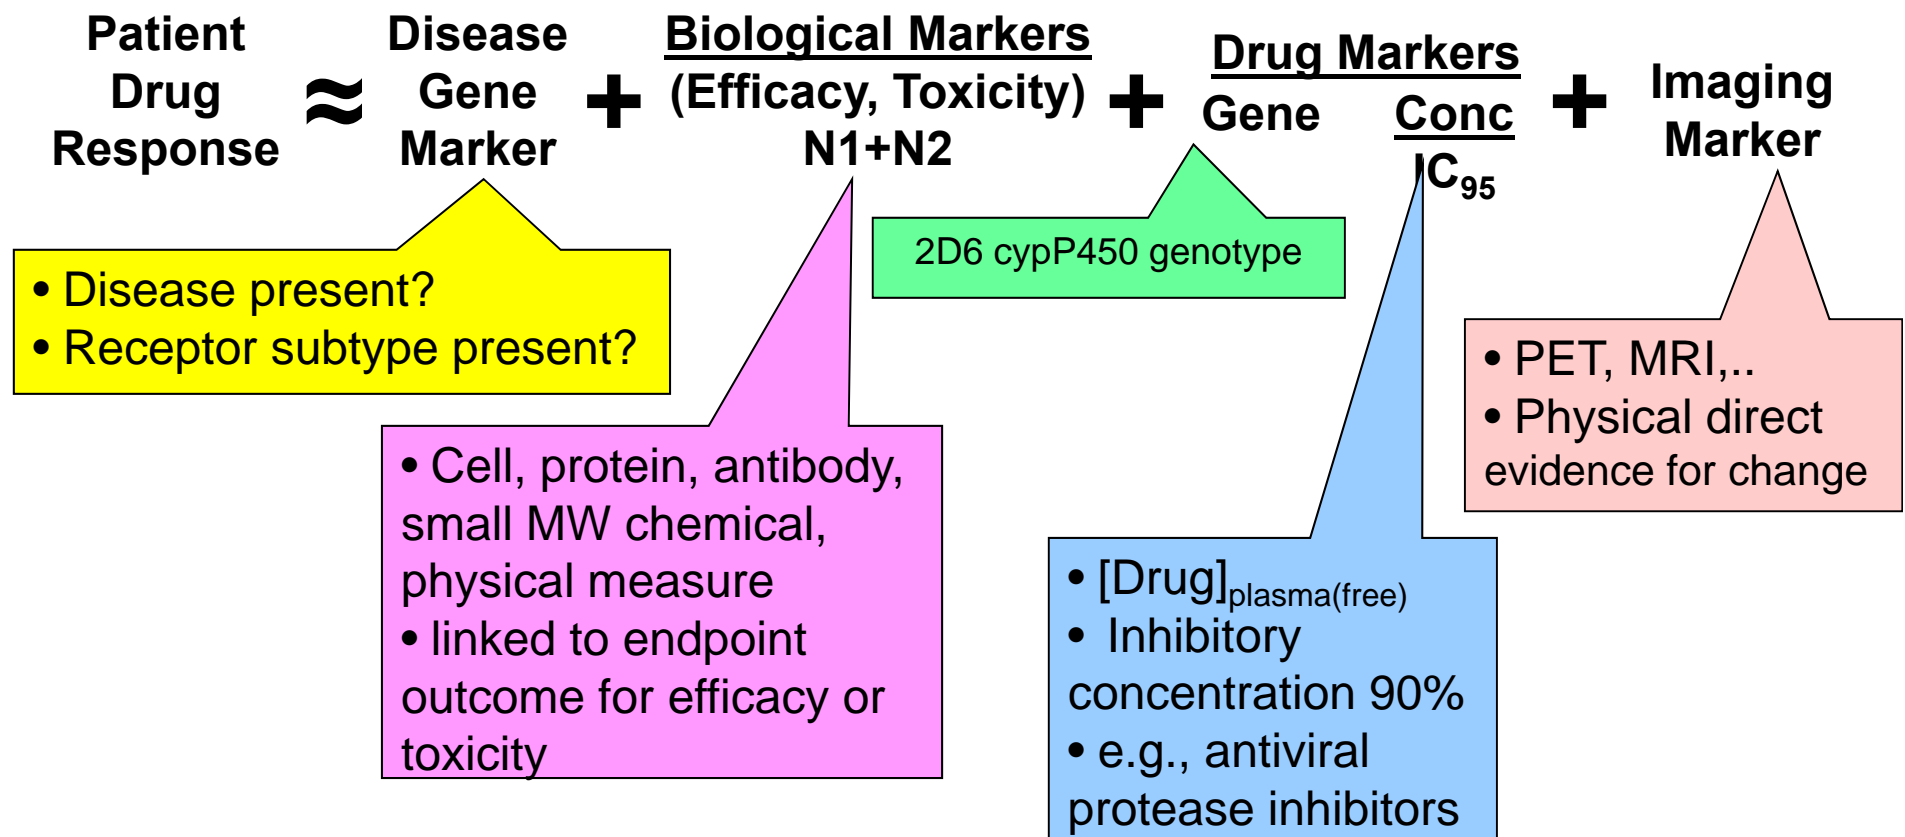 Patient
Drug
Response
≈
Disease
Gene
Marker
+
Biological Markers
(Efficacy, Toxicity)
N1+N2
+
Drug Markers
Gene Conc
IC95
+
Imaging
Marker
• Disease present?
• Receptor subtype present?
• Cell, protein, antibody,
small MW chemical,
physical measure
• linked to endpoint
outcome for efficacy or
toxicity
2D6 cypP450 genotype
• [Drug]plasma(free)
• Inhibitory
concentration 90%
• e.g., antiviral
protease inhibitors
• PET, MRI,..
• Physical direct
evidence for change